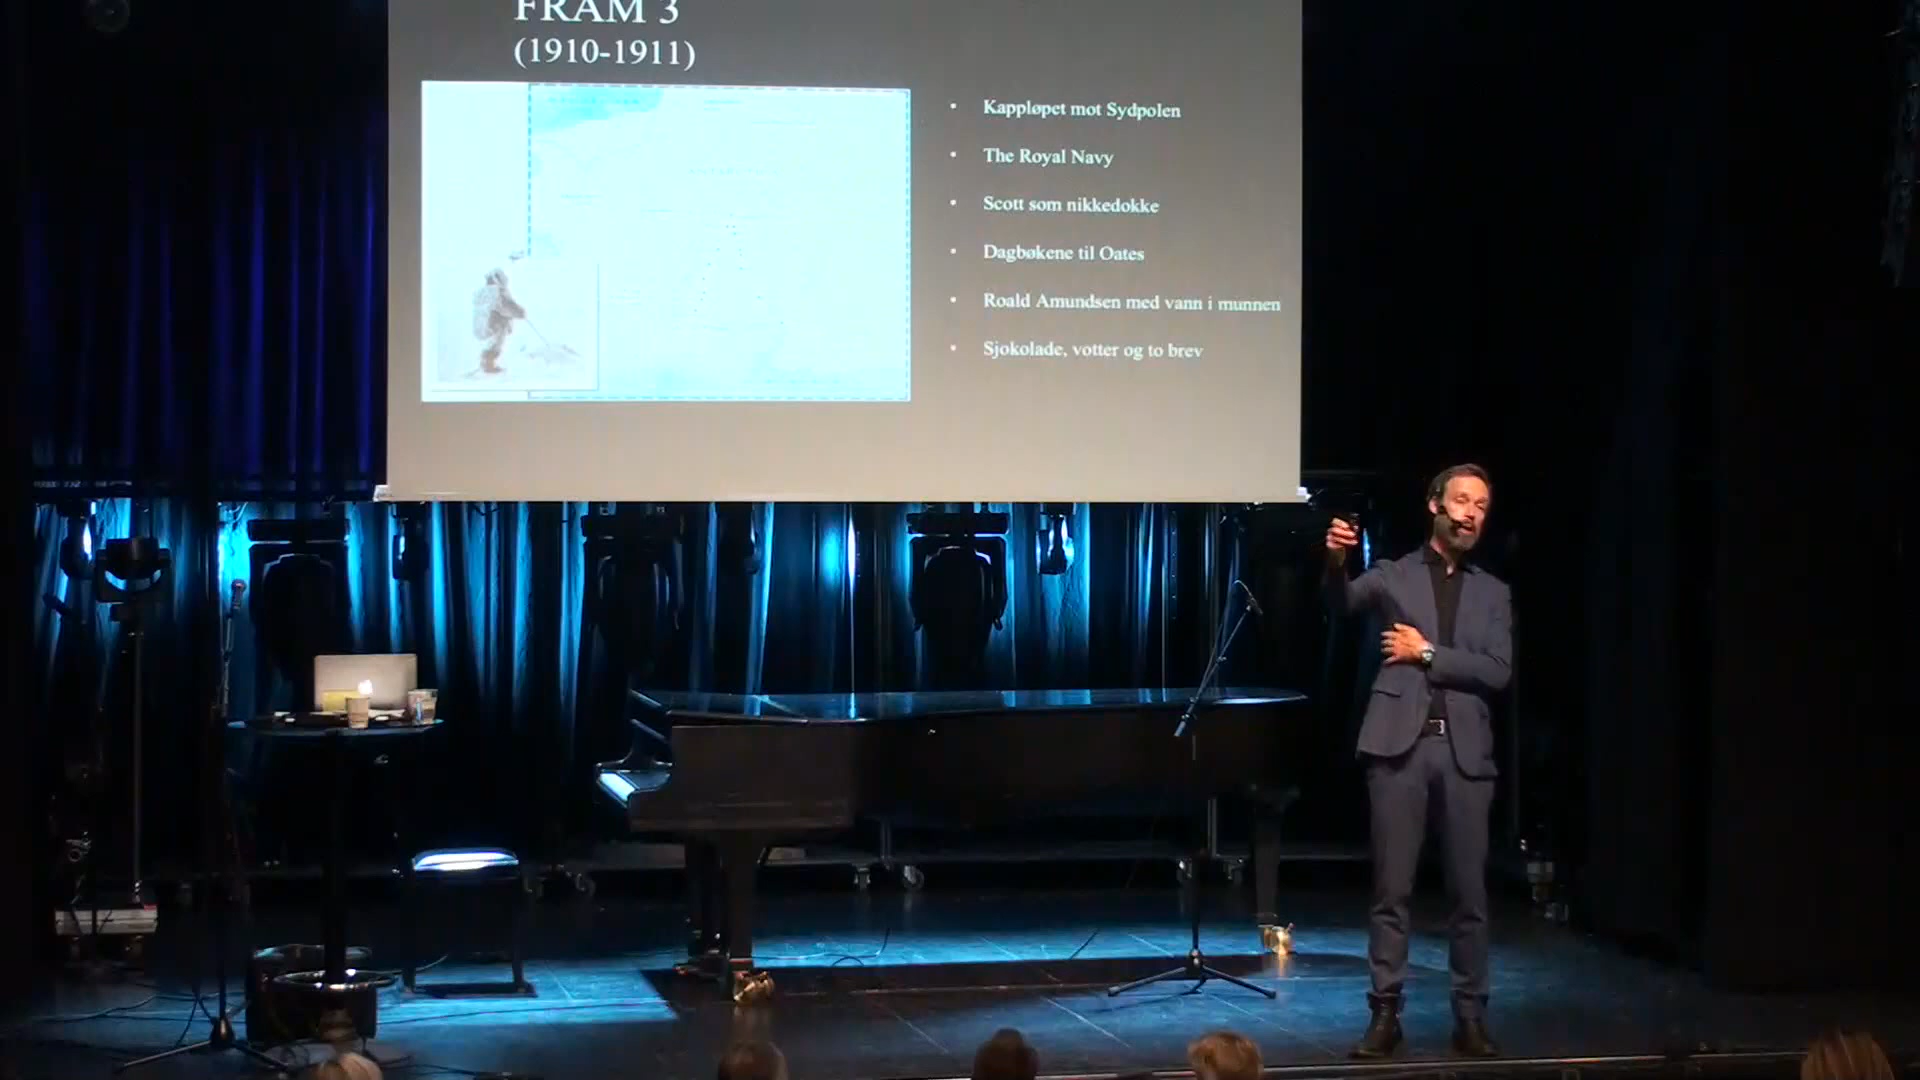 FRAM 3
(1910-1911)
Kappløpet mot Sydpolen
The Royal Navy
Scott som nikkedokke
Dagbøkene til Oates
Roald Amundsen med vann i munnen
Sjokolade, votter og to brev